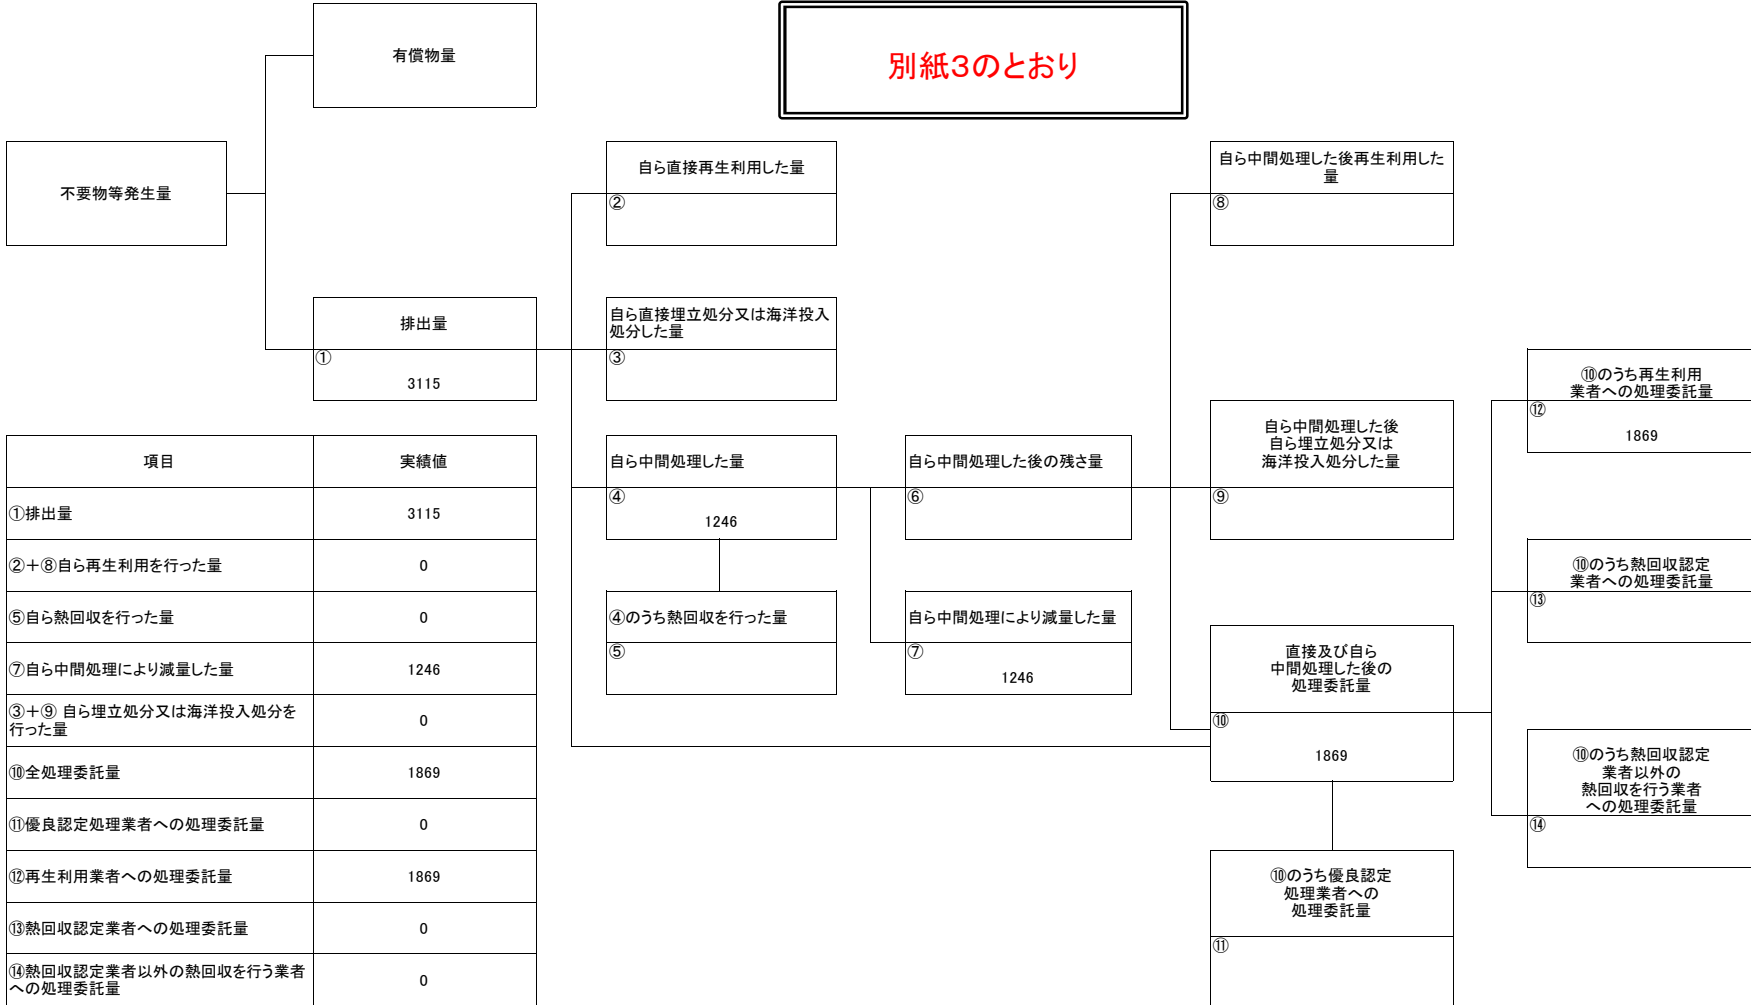 有償物量
別紙3のとおり
不要物等発生量
自ら直接再生利用した量
②
自ら中間処理した後再生利用した
量
⑧
排出量
①
3115
自ら直接埋立処分又は海洋投入
処分した量
③
⑩のうち再生利用
業者への処理委託量
⑫
1869
自ら中間処理した量
④
1246
自ら中間処理した後の残さ量
⑥
自ら中間処理した後
自ら埋立処分又は
海洋投入処分した量
⑨
⑩のうち熱回収認定
業者への処理委託量
⑬
④のうち熱回収を行った量
⑤
自ら中間処理により減量した量
⑦
1246
直接及び自ら
中間処理した後の
処理委託量
⑩
1869
⑩のうち熱回収認定
業者以外の
熱回収を行う業者
への処理委託量
⑭
⑩のうち優良認定
処理業者への
処理委託量
⑪
項目 実績値
①排出量 3115
②+⑧自ら再生利用を行った量 0
⑤自ら熱回収を行った量 0
⑦自ら中間処理により減量した量 1246
③+⑨ 自ら埋立処分又は海洋投入処分を
行った量 0
⑩全処理委託量 1869
⑪優良認定処理業者への処理委託量 0
⑫再生利用業者への処理委託量 1869
⑬熱回収認定業者への処理委託量 0
⑭熱回収認定業者以外の熱回収を行う業者
への処理委託量 0